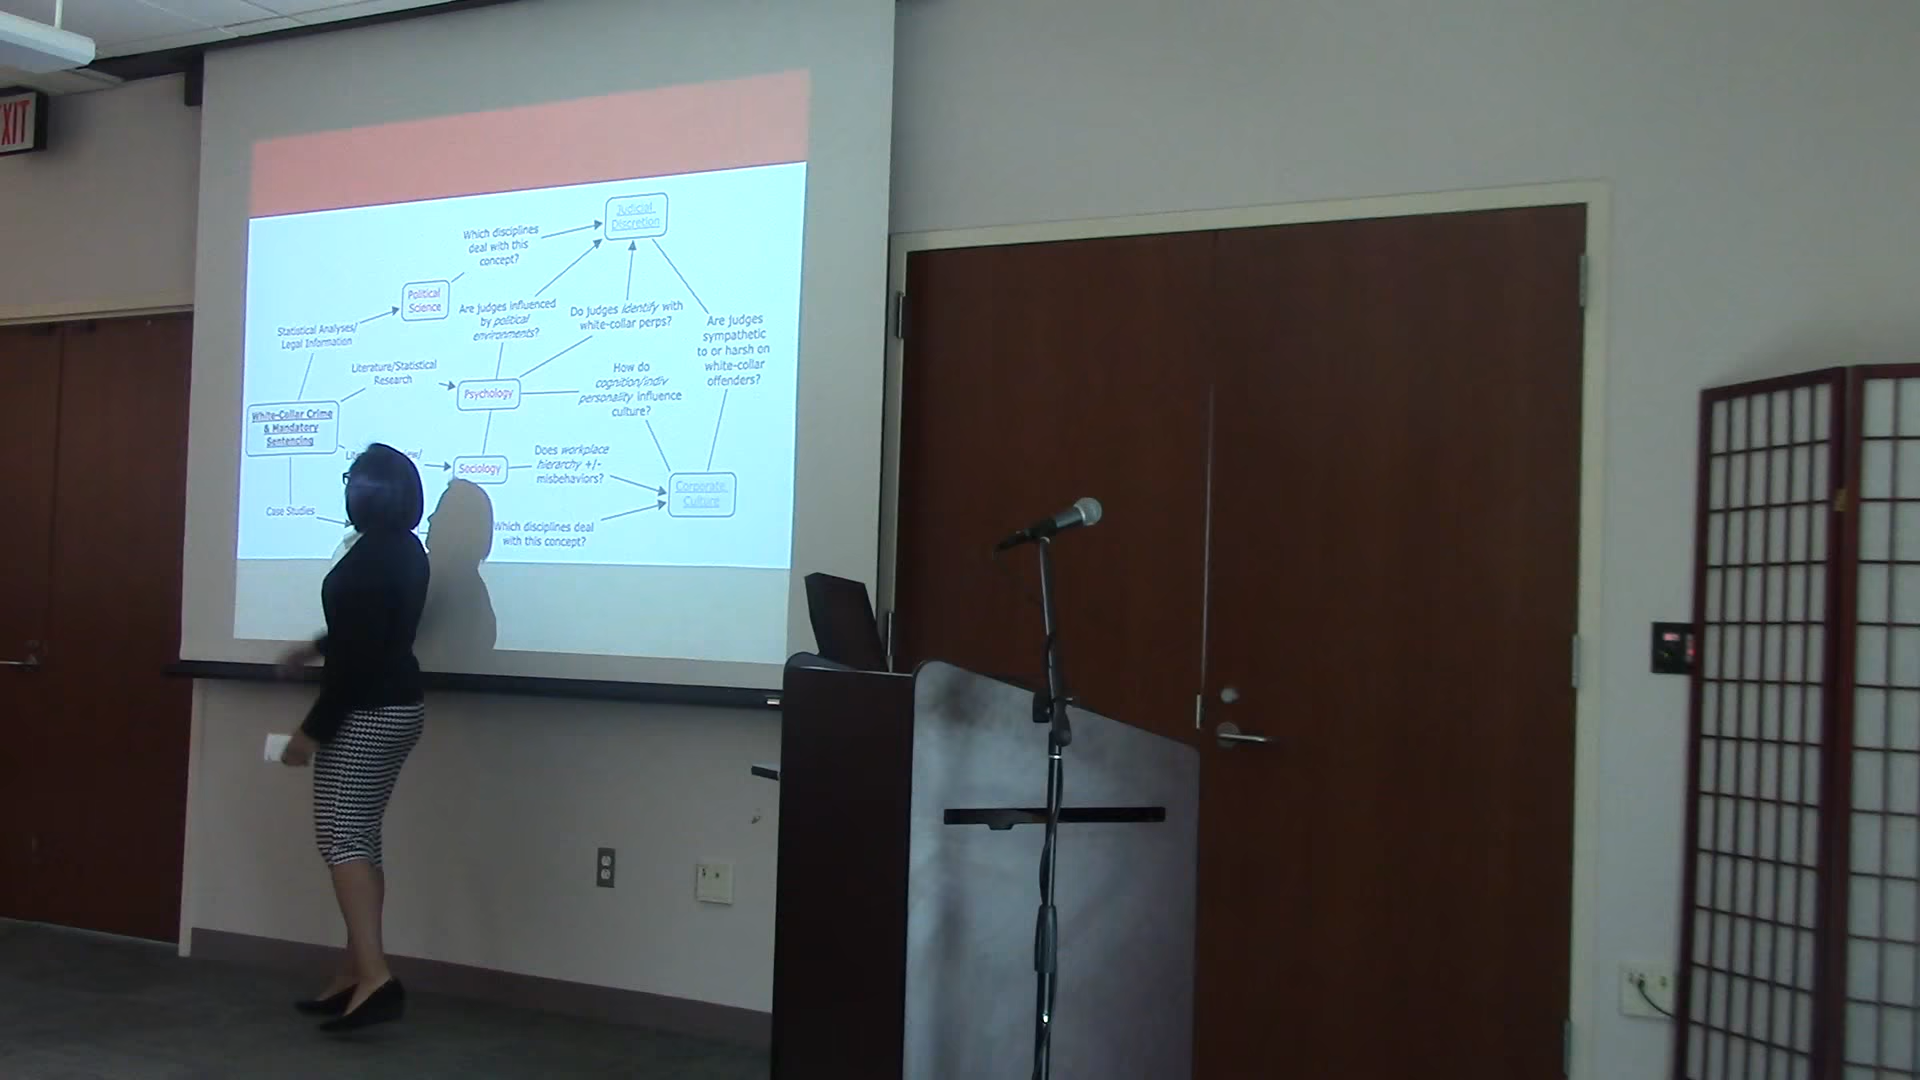 XIT
Judicial
Discretion
Which disciplines
deal with this
concept?
Political
Science
Are judges influenced
by political
environments?
Do judges identify with
white-collar perps?
Are judges
sympathetic
to or harsh on
white-collar
offenders?
Statistical Analyses/
Legal Information
Literature/Statistical
Research
Psychology
How do
cognition/indiv
personality influence
culture?
White-Collar Crime
& Mandatory
Sentencing
Sociology
Does workplace
hierarchy +/-
misbehaviors?
Corporate
Culture
Case Studies
Which disciplines deal
with this concept?